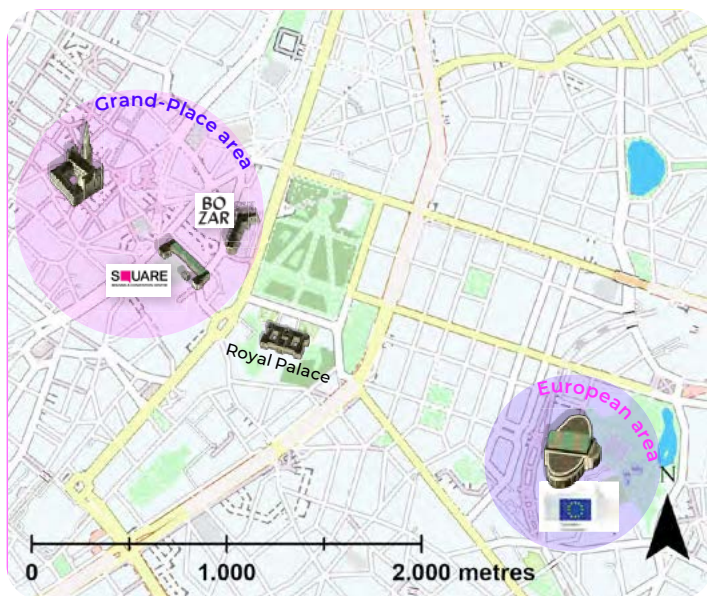 Grand-Place area
BO
ZAR
SQUARE
Royal Palace
European area
N
0 1.000 2.000 metres